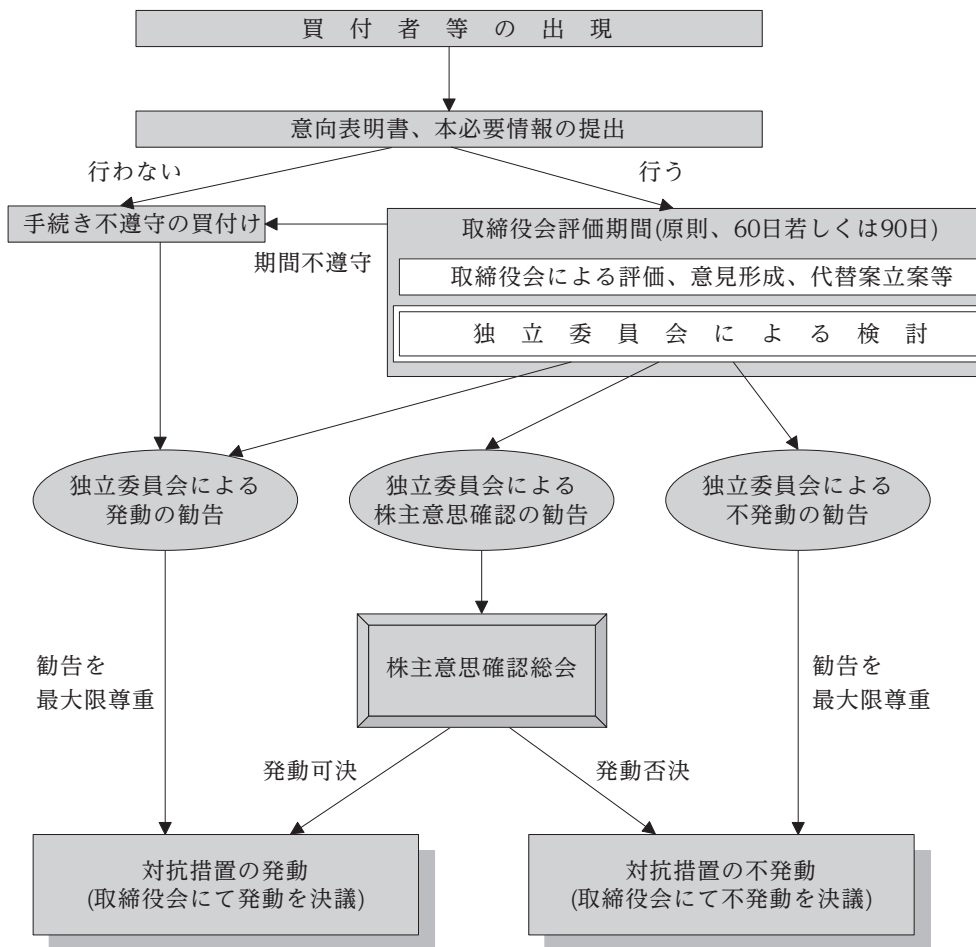 買付者等の出現
意向表明書、本必要情報の提出
行わない
行う
手続き不遵守の買付け
取締役会評価期間(原則、60日若しくは90日)
期間不遵守
取締役会による評価、意見形成、代替案立案等
独立委員会による検討
独立委員会による
発動の勧告
独立委員会による
株主意思確認の勧告
独立委員会による
不発動の勧告
勧告を
最大限尊重
株主意思確認総会
勧告を
最大限尊重
発動可決
発動否決
対抗措置の発動
(取締役会にて発動を決議)
対抗措置の不発動
(取締役会にて不発動を決議)